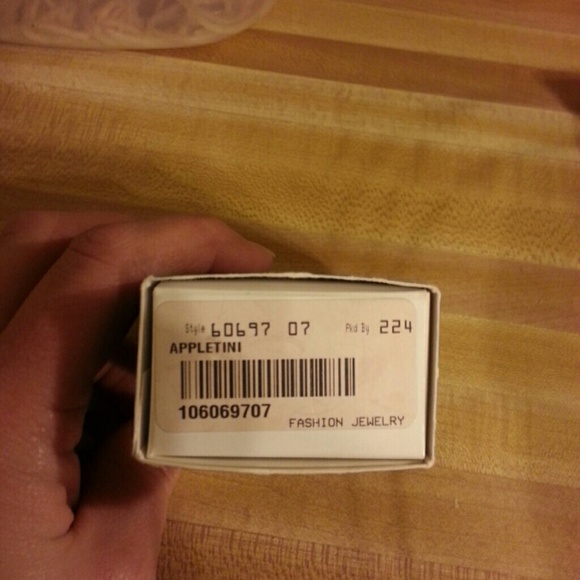 Style 60697 07 Pkd By 224
APPLETINI
106069707
FASHION JEWELRY